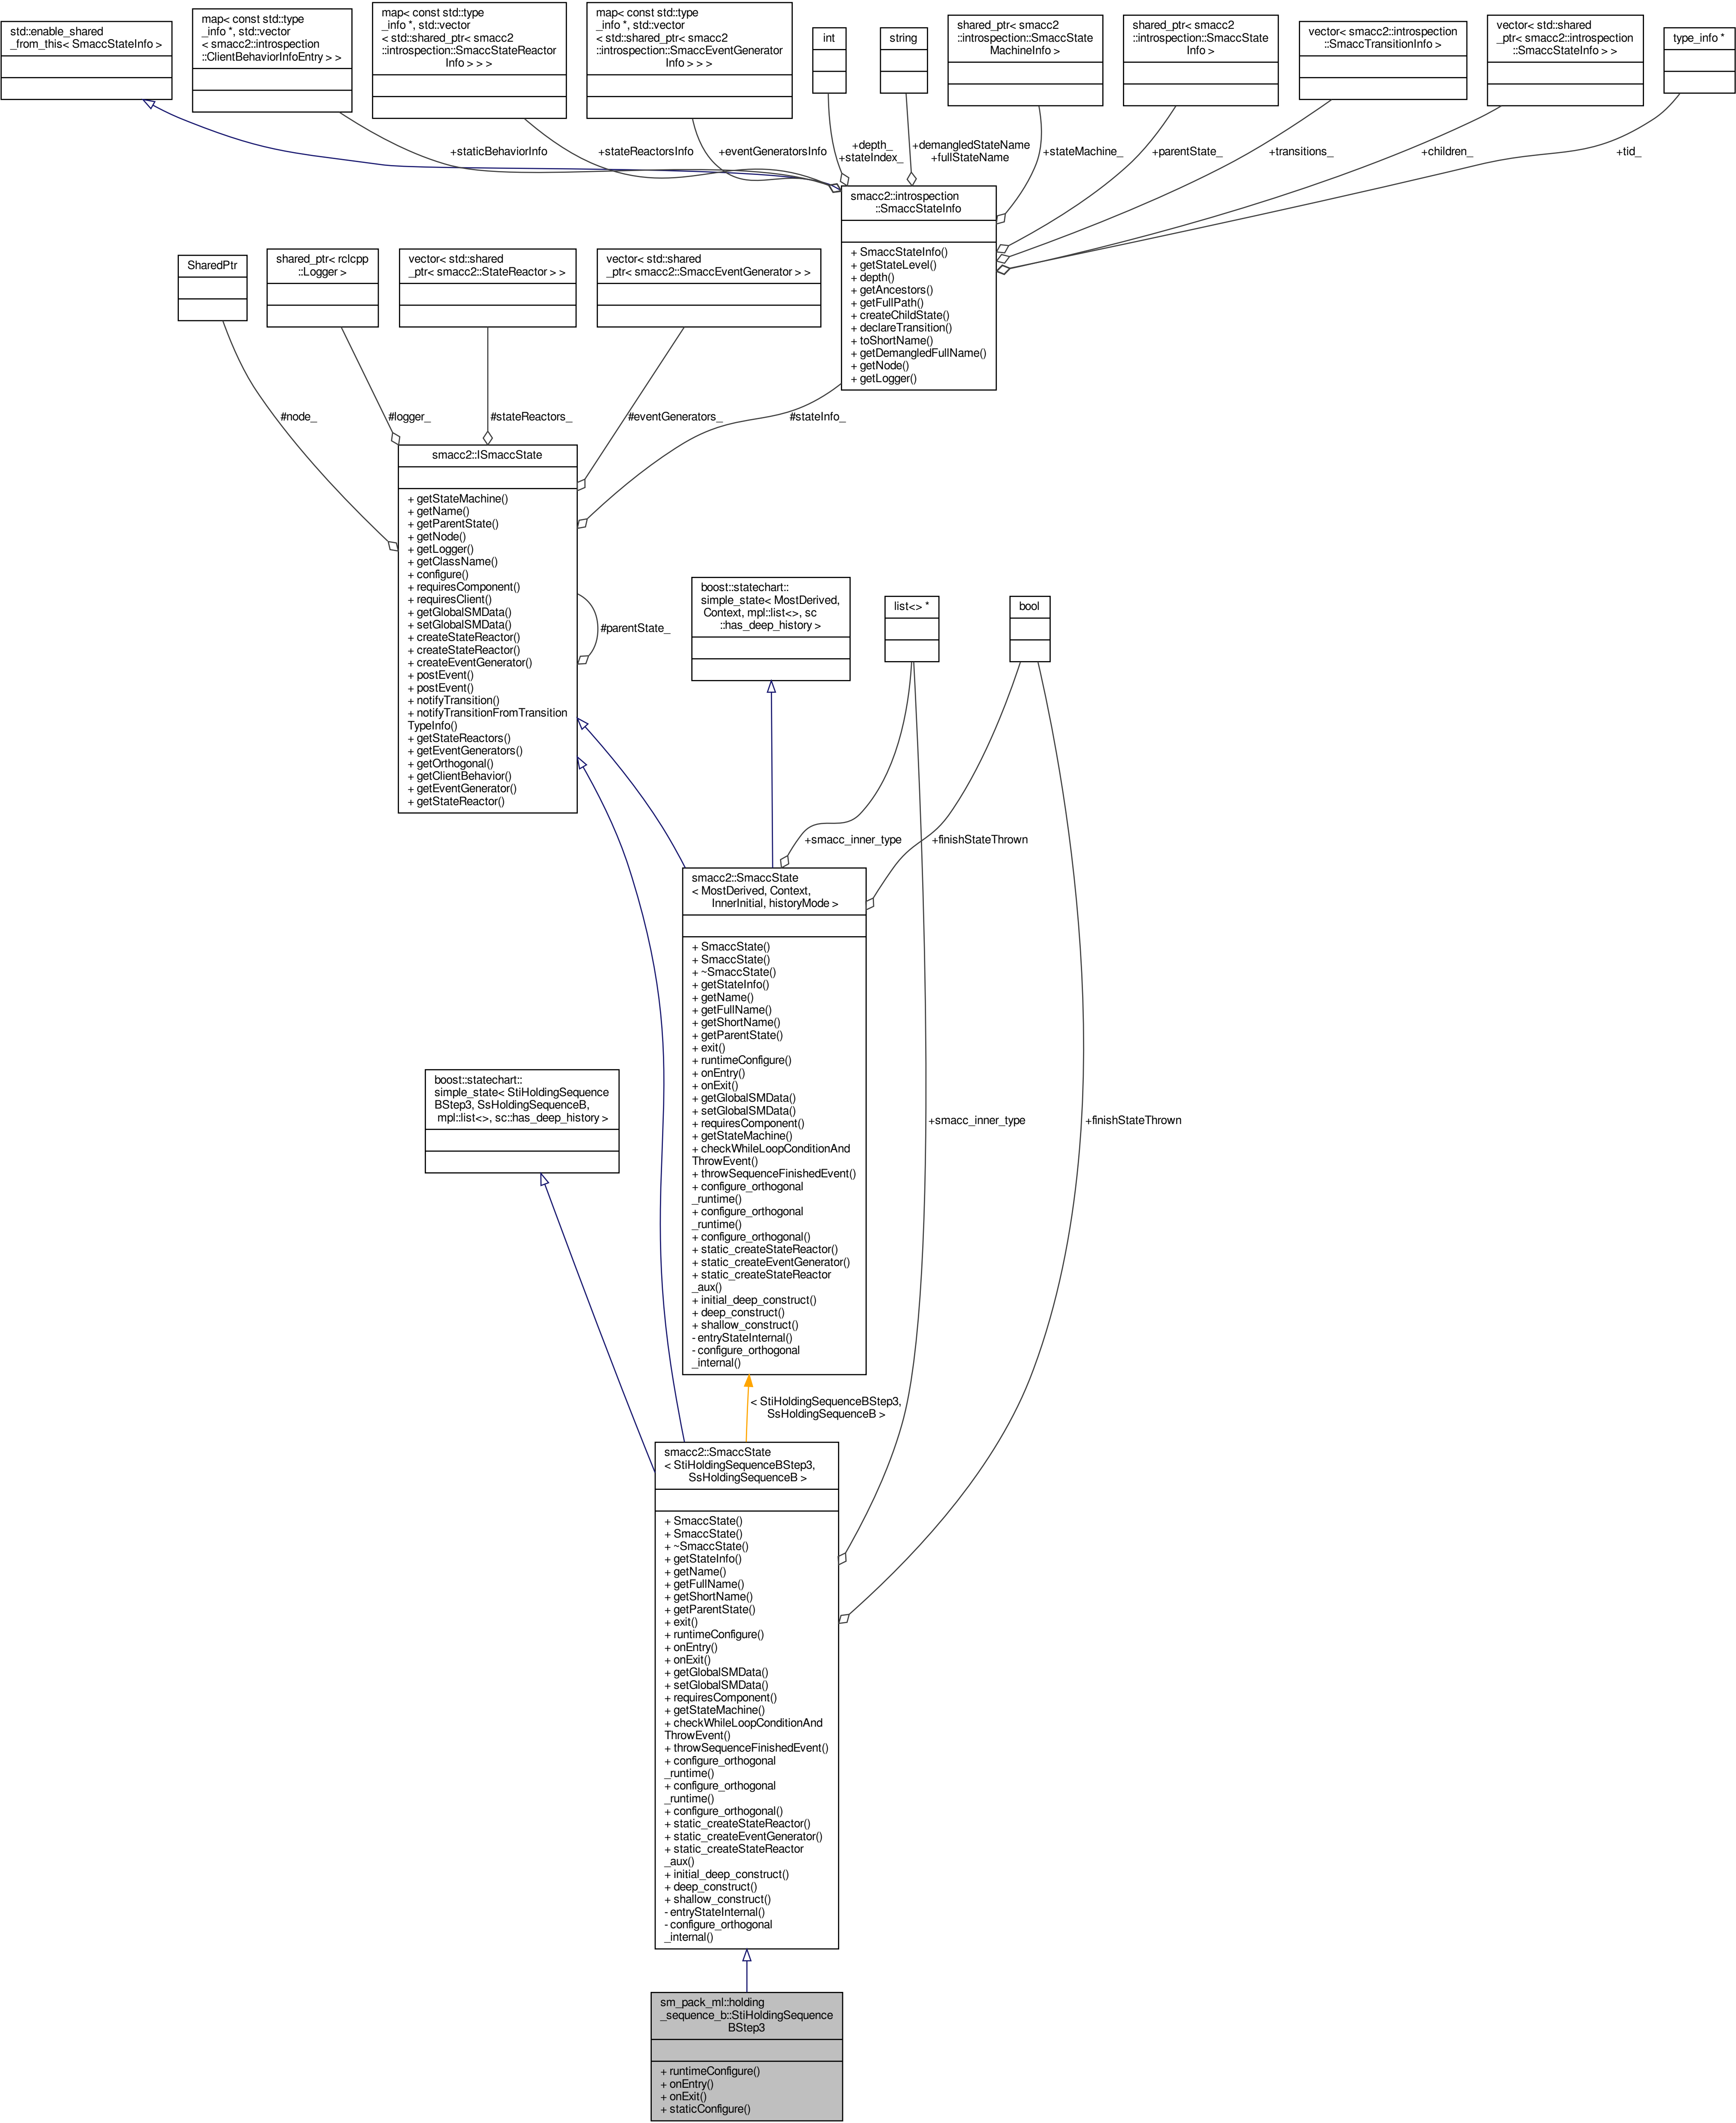 std::enable_shared
_from_this< SmaccStateInfo >
map< const std::type
_info *, std::vector
< smacc2::introspection
::ClientBehaviorInfoEntry > >
map< const std::type
_info *, std::vector
< std::shared_ptr< smacc2
::introspection::SmaccStateReactor
Info > > >
map< const std::type
_info *, std::vector
< std::shared_ptr< smacc2
::introspection::SmaccEventGenerator
Info > > >
int
string
shared_ptr< smacc2
::introspection::SmaccState
MachineInfo >
shared_ptr< smacc2
::introspection::SmaccState
Info >
vector< smacc2::introspection
::SmaccTransitionInfo >
vector< std::shared
_ptr< smacc2::introspection
::SmaccStateInfo > >
type_info *
+staticBehaviorInfo
+stateReactorsInfo
+eventGeneratorsInfo
+depth_
+stateIndex_
+demangledStateName
+fullStateName
+stateMachine_
+parentState_
+transitions_
+children_
+tid_
smacc2::introspection
::SmaccStateInfo
+ SmaccStateInfo()
+ getStateLevel()
+ depth()
+ getAncestors()
+ getFullPath()
+ createChildState()
+ declareTransition()
+ toShortName()
+ getDemangledFullName()
+ getNode()
+ getLogger()
SharedPtr
shared_ptr< rclcpp
::Logger >
vector< std::shared
_ptr< smacc2::StateReactor > >
vector< std::shared
_ptr< smacc2::SmaccEventGenerator > >
#node_
#logger_
#stateReactors_
#eventGenerators_
#stateInfo_
smacc2::ISmaccState
+ getStateMachine()
+ getName()
+ getParentState()
+ getNode()
+ getLogger()
+ getClassName()
+ configure()
+ requiresComponent()
+ requiresClient()
+ getGlobalSMData()
+ setGlobalSMData()
+ createStateReactor()
+ createStateReactor()
+ createEventGenerator()
+ postEvent()
+ postEvent()
+ notifyTransition()
+ notifyTransitionFromTransition
TypeInfo()
+ getStateReactors()
+ getEventGenerators()
+ getOrthogonal()
+ getClientBehavior()
+ getEventGenerator()
+ getStateReactor()
#parentState_
boost::statechart::
simple_state< MostDerived,
Context, mpl::list<>, sc
::has_deep_history >
list<> *
bool
+smacc_inner_type
+finishStateThrown
smacc2::SmaccState
< MostDerived, Context,
InnerInitial, historyMode >
+ SmaccState()
+ SmaccState()
+ ~SmaccState()
+ getStateInfo()
+ getName()
+ getFullName()
+ getShortName()
+ getParentState()
+ exit()
+ runtimeConfigure()
+ onEntry()
+ onExit()
+ getGlobalSMData()
+ setGlobalSMData()
+ requiresComponent()
+ getStateMachine()
+ checkWhileLoopConditionAnd
ThrowEvent()
+ throwSequenceFinishedEvent()
+ configure_orthogonal
_runtime()
+ configure_orthogonal
_runtime()
+ configure_orthogonal()
+ static_createStateReactor()
+ static_createEventGenerator()
+ static_createStateReactor
_aux()
+ initial_deep_construct()
+ deep_construct()
+ shallow_construct()
- entryStateInternal()
- configure_orthogonal
_internal()
boost::statechart::
simple_state< StiHoldingSequence
BStep3, SsHoldingSequenceB,
mpl::list<>, sc::has_deep_history >
+smacc_inner_type
+finishStateThrown
< StiHoldingSequenceBStep3,
SsHoldingSequenceB >
smacc2::SmaccState
< StiHoldingSequenceBStep3,
SsHoldingSequenceB >
+ SmaccState()
+ SmaccState()
+ ~SmaccState()
+ getStateInfo()
+ getName()
+ getFullName()
+ getShortName()
+ getParentState()
+ exit()
+ runtimeConfigure()
+ onEntry()
+ onExit()
+ getGlobalSMData()
+ setGlobalSMData()
+ requiresComponent()
+ getStateMachine()
+ checkWhileLoopConditionAnd
ThrowEvent()
+ throwSequenceFinishedEvent()
+ configure_orthogonal
_runtime()
+ configure_orthogonal
_runtime()
+ configure_orthogonal()
+ static_createStateReactor()
+ static_createEventGenerator()
+ static_createStateReactor
_aux()
+ initial_deep_construct()
+ deep_construct()
+ shallow_construct()
- entryStateInternal()
- configure_orthogonal
_internal()
sm_pack_ml::holding
_sequence_b::StiHoldingSequence
BStep3
+ runtimeConfigure()
+ onEntry()
+ onExit()
+ staticConfigure()